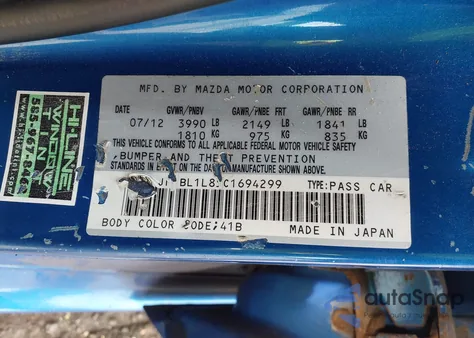 MFD. BY MAZDA MOTOR CORPORATION
DATE GVWR/PNBV GAWR/PNBE FRT GAWR/PNBE RR
07/12 3990 LB 2149 LB 1841 LB
1810 KG 975 KG 835 KG
THIS VEHICLE CONFORMS TO ALL APPLICABLE FEDERAL MOTOR VEHICLE SAFETY
BUMPER AND THEFT PREVENTION
STANDARDS IN EFFECT ON THE DATE OF MANUFACTURE SHOWN ABOVE.
BL1L8 C1694299 TYPE:PASS CAR
BODY COLOR CODE:41B MADE IN JAPAN
HI-LINE
WINDOW
TINT
autoSnap